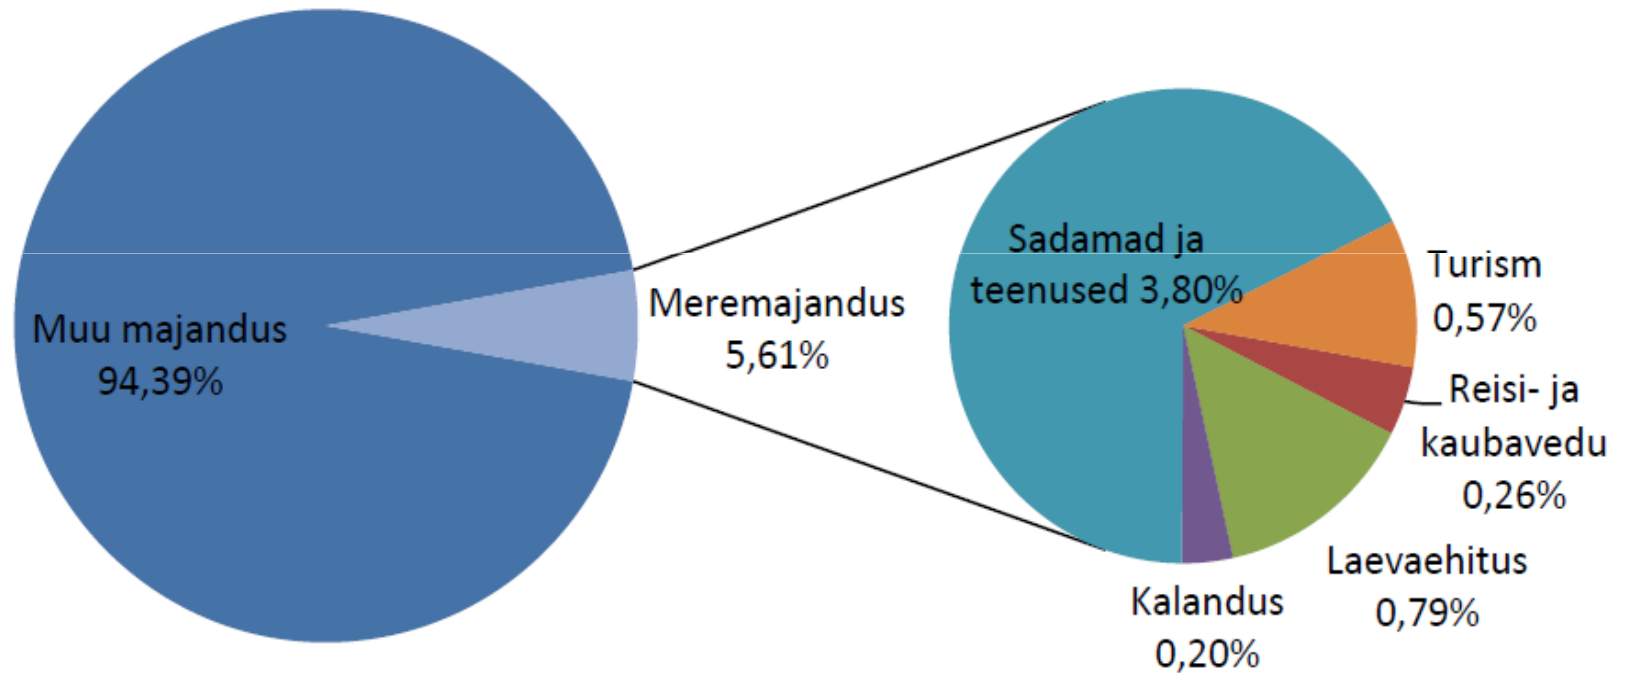 Muu majandus
94,39%
Meremajandus
5,61%
Sadamad ja
teenused 3,80%
Turism
0,57%
Reisi- ja
kaubavedu
0,26%
Laevaehitus
0,79%
Kalandus
0,20%